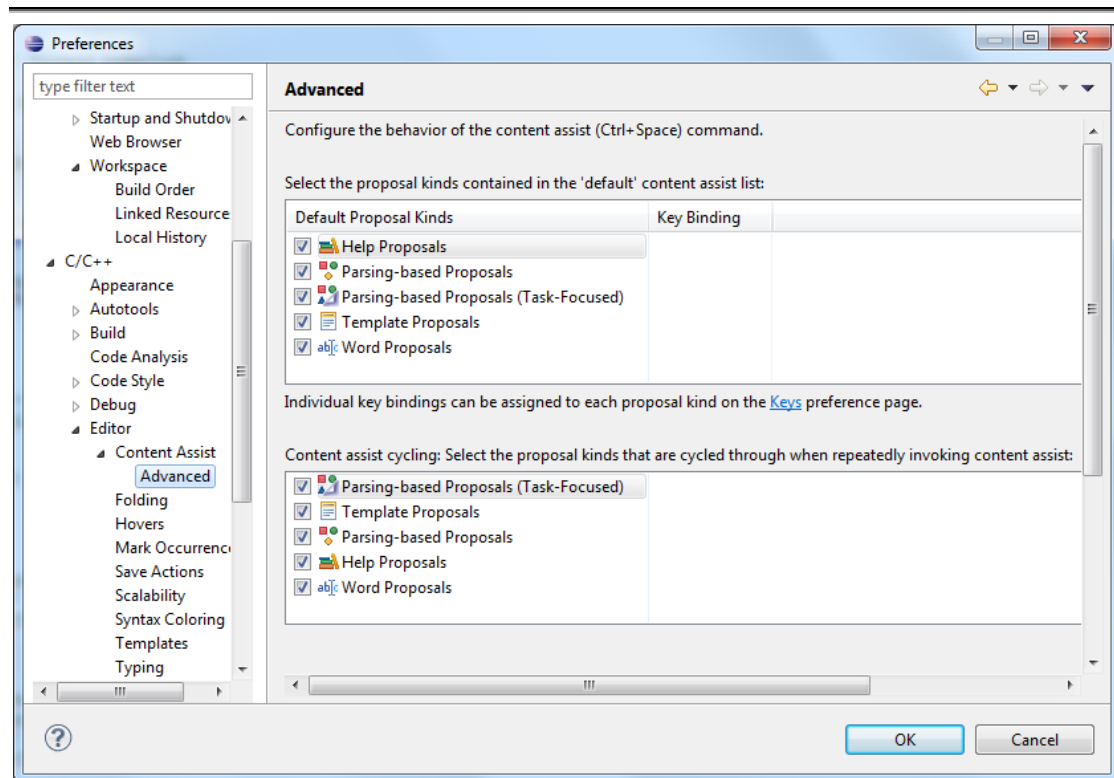 Preferences
type filter text
Startup and Shutdov
Web Browser
Workspace
Build Order
Linked Resource
Local History
C/C++
Appearance
Autotools
Build
Code Analysis
Code Style
Debug
Editor
Content Assist
Advanced
Folding
Hovers
Mark Occurrenc
Save Actions
Scalability
Syntax Coloring
Templates
Typing
Advanced
Configure the behavior of the content assist (Ctrl+Space) command.
Select the proposal kinds contained in the 'default' content assist list:
Default Proposal Kinds Key Binding
Help Proposals
Parsing-based Proposals
Parsing-based Proposals (Task-Focused)
Template Proposals
Word Proposals
Individual key bindings can be assigned to each proposal kind on the Keys preference page.
Content assist cycling: Select the proposal kinds that are cycled through when repeatedly invoking content assist:
Parsing-based Proposals (Task-Focused)
Template Proposals
Parsing-based Proposals
Help Proposals
Word Proposals
OK Cancel